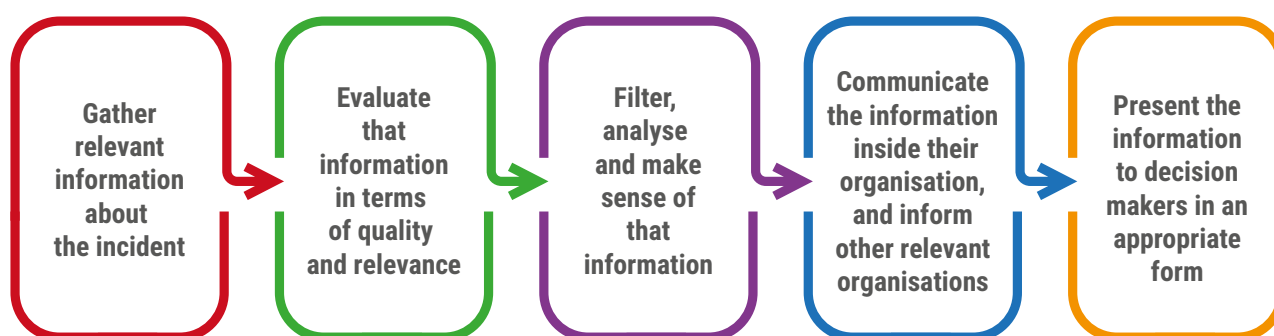 Gather
relevant
information
about
the incident
Evaluate
that
information
in terms
of quality
and relevance
Filter,
analyse
and make
sense of
that
information
Communicate
the information
inside their
organisation,
and inform
other relevant
organisations
Present the
information
to decision
makers in an
appropriate
form